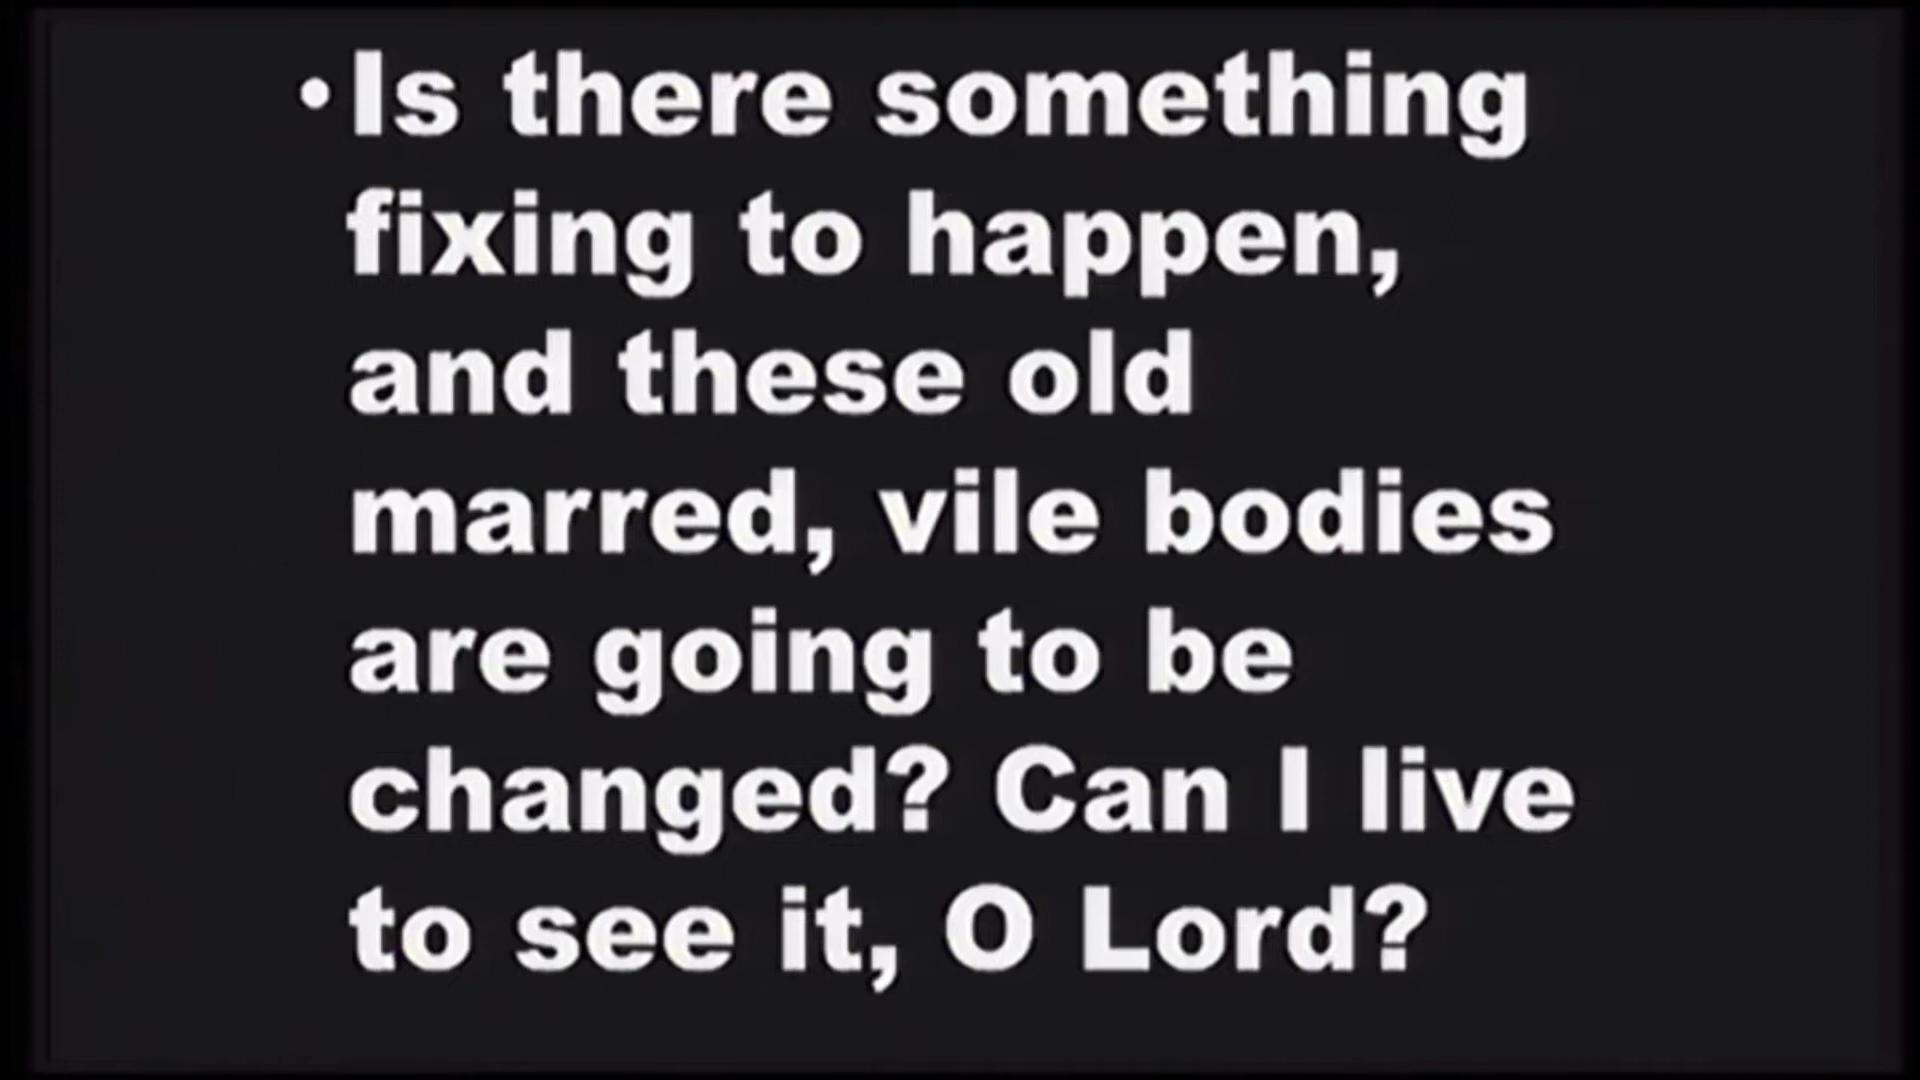 •Is there something
fixing to happen,
and these old
marred, vile bodies
are going to be
changed? Can I live
to see it, O Lord?